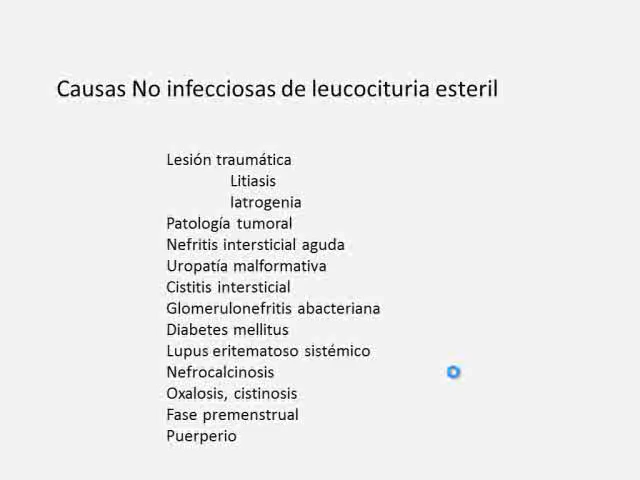 Causas No infecciosas de leucocituria esteril
Lesión traumática
Litiasis
Iatrogenia
Patología tumoral
Nefritis intersticial aguda
Uropatía malformativa
Cistitis intersticial
Glomerulonefritis abacteriana
Diabetes mellitus
Lupus eritematoso sistémico
Nefrocalcinosis
Oxalosis, cistinosis
Fase premenstrual
Puerperio